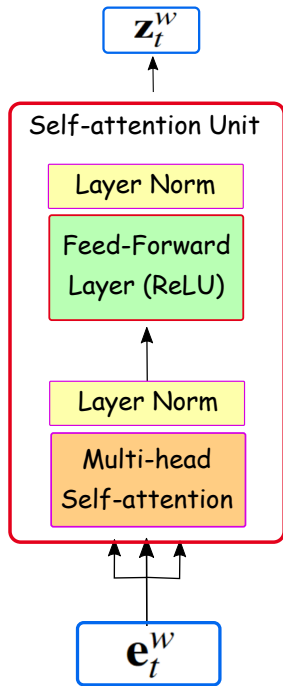 z_t^w
Self-attention Unit
Layer Norm
Feed-Forward
Layer (ReLU)
Layer Norm
Multi-head
Self-attention
e_t^w